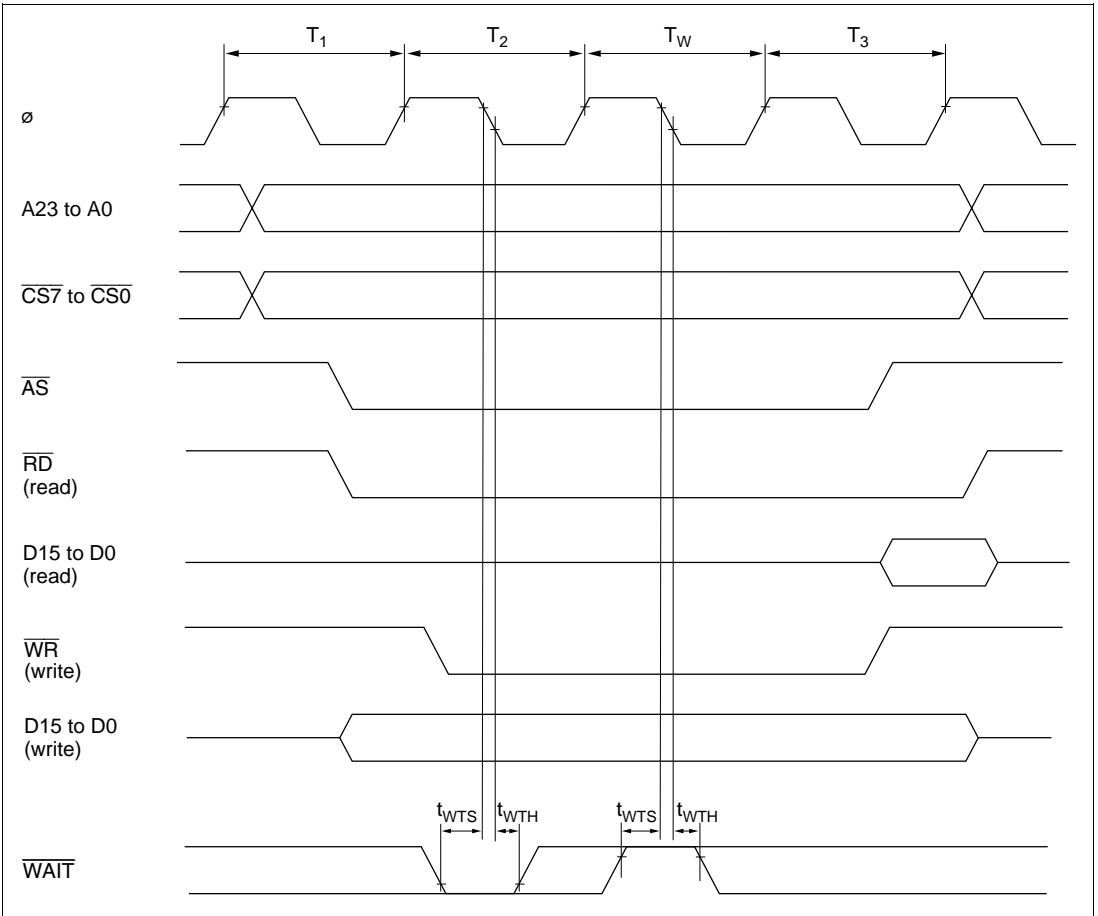 T1 T2 TW T3
ø
A23 to A0
CS7 to CS0
AS
RD
(read)
D15 to D0
(read)
WR
(write)
D15 to D0
(write)
tWTS tWTH tWTS tWTH
WAIT